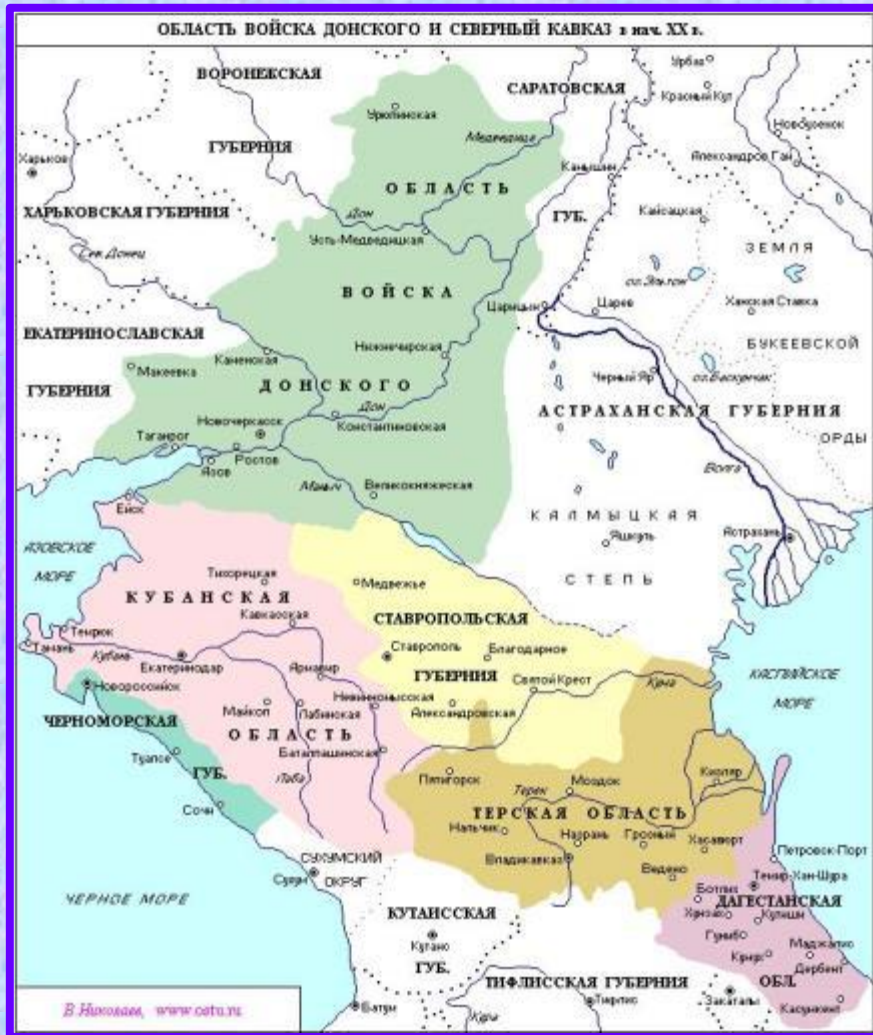 ОБЛАСТЬ ВОЙСКА ДОНСКОГО И СЕВЕРНЫЙ КАВКАЗ в нач. XX в.
ВОРОНЕЖСКАЯ
ГУБЕРНИЯ
САРАТОВСКАЯ
ГУБ.
Урбах
Красный Кут
Новоузенск
Александров Гай
Урюпинская
Медведица
Камышин
Харьков
ОБЛАСТЬ
Кайсацкая
ХАРЬКОВСКАЯ ГУБЕРНИЯ
Дон
Усть-Медведицкая
ЗЕМЛЯ
Сев. Донец
оз. Эльтон
ВОЙСКА
Царицын
Царев
Ханская Ставка
ЕКАТЕРИНОСЛАВСКАЯ
ГУБЕРНИЯ
БУКЕЕВСКОЙ
Каменская
Нижнечирская
Макеевка
ДОНСКОГО
Черный Яр
оз. Баскунчак
Дон
Новочеркасск
Константиновская
АСТРАХАНСКАЯ ГУБЕРНИЯ
ОРДЫ
Таганрог
Ростов
Азов
Волга
Маныч
Великокняжеская
Ейск
КАЛМЫЦКАЯ
Яшкуль
Астрахань
АЗОВСКОЕ
МОРЕ
Тихорецкая
Медвежье
СТЕПЬ
КУБАНСКАЯ
Кавказская
СТАВРОПОЛЬСКАЯ
Темрюк
Тамань
Кубань
Екатеринодар
Ставрополь
Благодарное
Армавир
ГУБЕРНИЯ
Святой Крест
Кума
КАСПИЙСКОЕ
МОРЕ
Новороссийск
Невинномысская
Майкоп
Лабинская
Александровская
ЧЕРНОМОРСКАЯ
ОБЛАСТЬ
Баталпашинская
Туапсе
ГУБ.
Лаба
Пятигорск
Моздок
Кизляр
Терек
Сочи
ТЕРСКАЯ ОБЛАСТЬ
Нальчик
Назрань
Грозный
Хасавюрт
Петровск-Порт
СУХУМСКИЙ
ОКРУГ
Сухум
Владикавказ
Ведено
Темир-Хан-Шура
Ботлих
ЧЕРНОЕ МОРЕ
КУТАИССКАЯ
ГУБ.
ДАГЕСТАНСКАЯ
Хунзах
Гуниб
Маджалис
Дербент
ОБЛ.
ТИФЛИССКАЯ ГУБЕРНИЯ
Батум
Тифлис
Закаталы
Касумкент
Кура
В.Николаев, www.ostu.ru